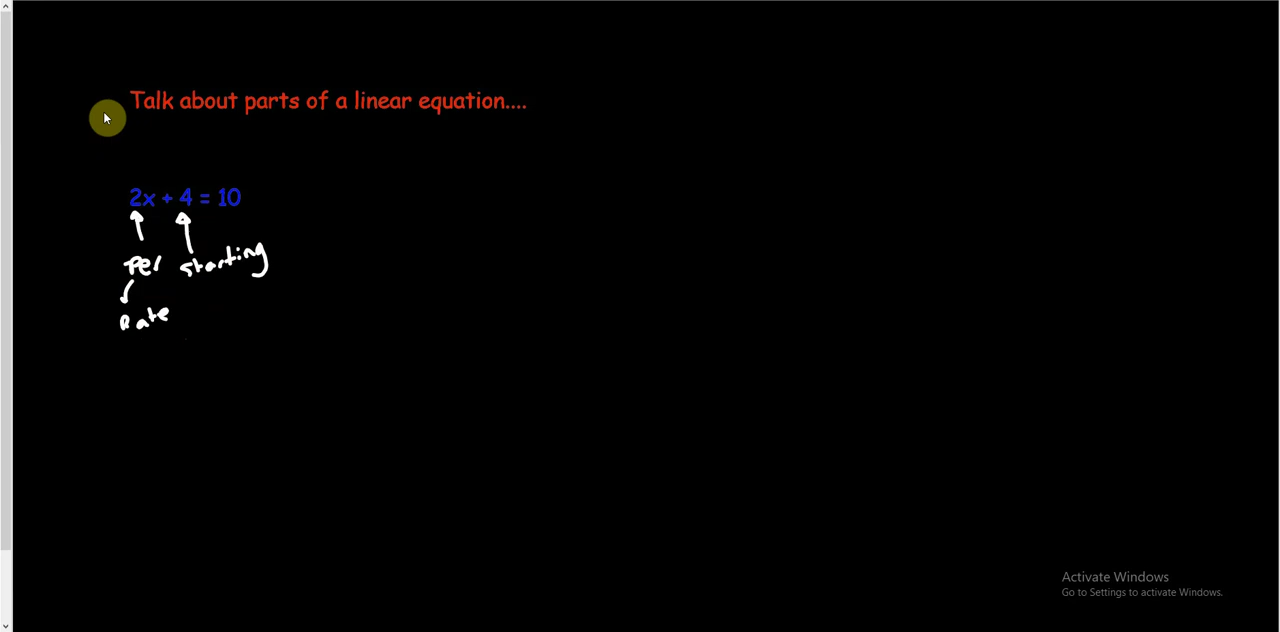 Talk about parts of a linear equation....
2x + 4 = 10
Per starting
Rate
Activate Windows
Go to Settings to activate Windows.